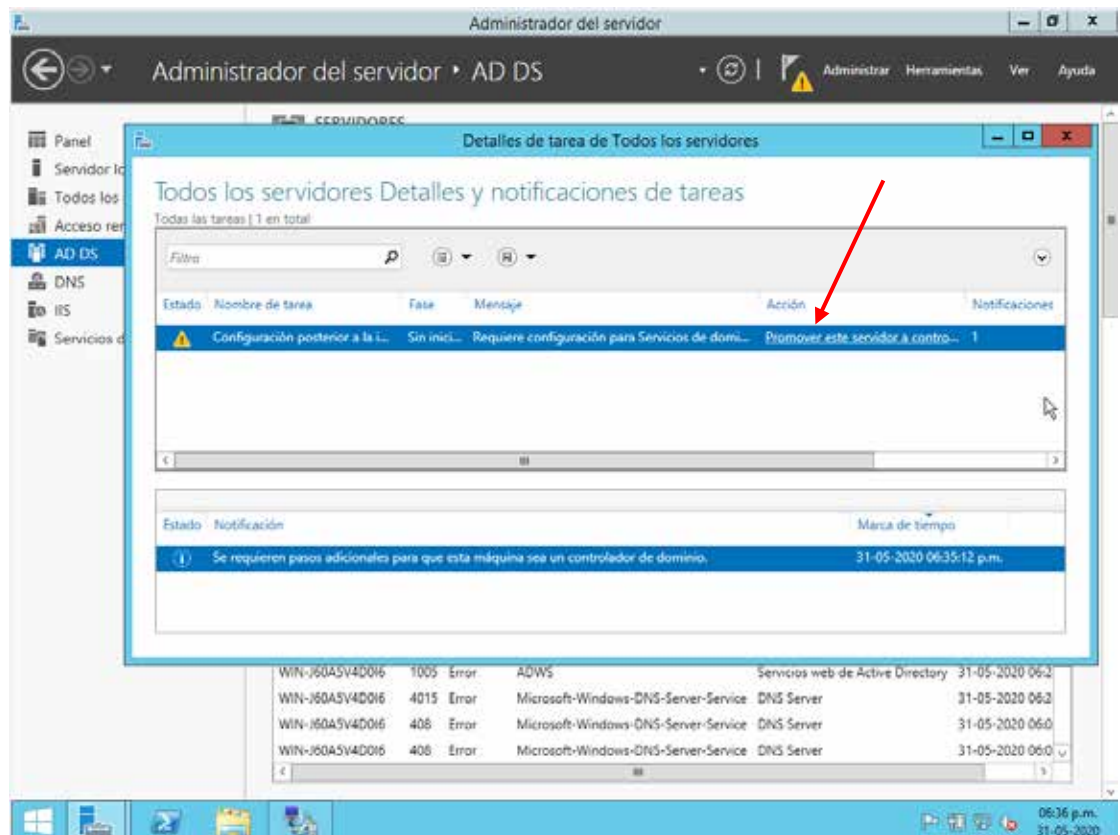 Administrador del servidor
Administrador del servidor • AD DS
Administrar Herramientas Ver Ayuda
SERVIDORES
Panel
Servidor lo
Todos los
Acceso rem
AD DS
DNS
IIS
Servicios d
Detalles de tarea de Todos los servidores
Todos los servidores Detalles y notificaciones de tareas
Todas las tareas | 1 en total
Filtro
Estado Nombre de tarea Fase Mensaje Acción Notificaciones
Configuración posterior a la i... Sin inici... Requiere configuración para Servicios de domi... Promover este servidor a contro... 1
Estado Notificación Marca de tiempo
Se requieren pasos adicionales para que esta máquina sea un controlador de dominio. 31-05-2020 06:35:12 p.m.
WIN-J60A5V4D0I6 1005 Error ADWS Servicios web de Active Directory 31-05-2020 06:2
WIN-J60A5V4D0I6 4015 Error Microsoft-Windows-DNS-Server-Service DNS Server 31-05-2020 06:2
WIN-J60A5V4D0I6 408 Error Microsoft-Windows-DNS-Server-Service DNS Server 31-05-2020 06:0
WIN-J60A5V4D0I6 408 Error Microsoft-Windows-DNS-Server-Service DNS Server 31-05-2020 06:0
06:36 p.m.
31-05-2020